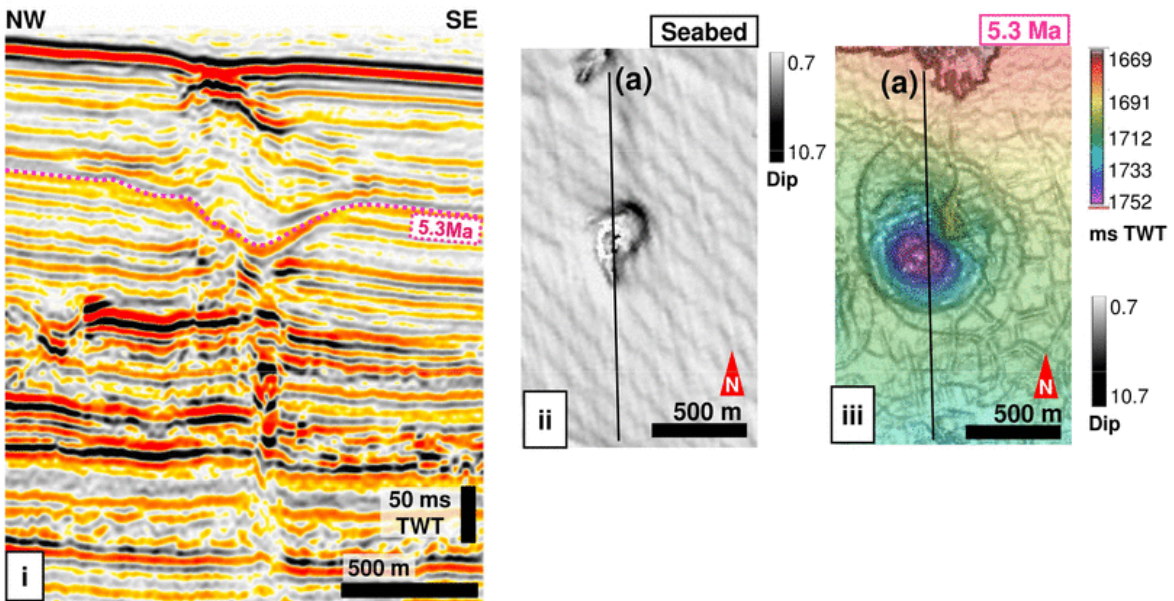 NW
SE
5.3Ma
50 ms
TWT
500 m
i
Seabed
(a)
0.7
10.7
Dip
N
500 m
ii
5.3 Ma
(a)
1669
1691
1712
1733
1752
ms TWT
0.7
10.7
Dip
N
500 m
iii